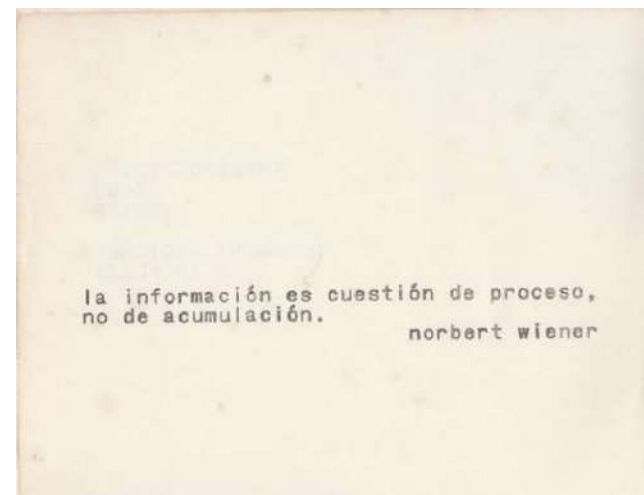 la información es cuestión de proceso,
no de acumulación.
norbert wiener